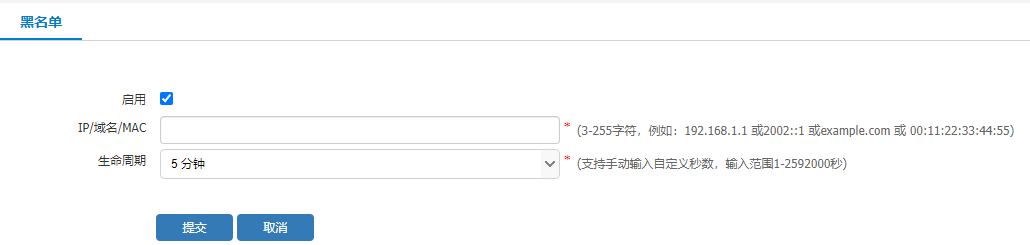 黑名单
启用
IP/域名/MAC * (3-255字符，例如：192.168.1.1 或2002::1 或example.com 或 00:11:22:33:44:55)
生命周期 5 分钟 * (支持手动输入自定义秒数，输入范围1-2592000秒)
提交 取消